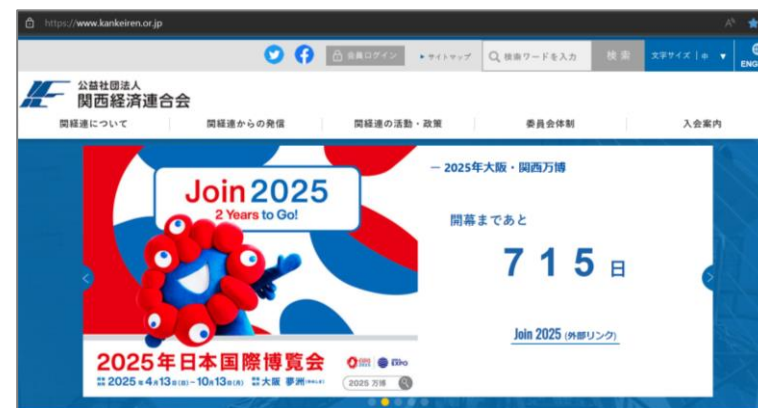 https://www.kankeiren.or.jp
会員ログイン
サイトマップ
検索ワードを入力
検索
文字サイズ | 中 ▼
ENG
公益社団法人
関西経済連合会
関経連について
関経連からの発信
関経連の活動・政策
委員会体制
入会案内
Join 2025
2 Years to Go!
2025年日本国際博覧会
2025年4月13日(日)-10月13日(月) 大阪 夢洲(ゆめしま)
2025 万博
EXPO
− 2025年大阪・関西万博
開幕まであと
715日
Join 2025 (外部リンク)